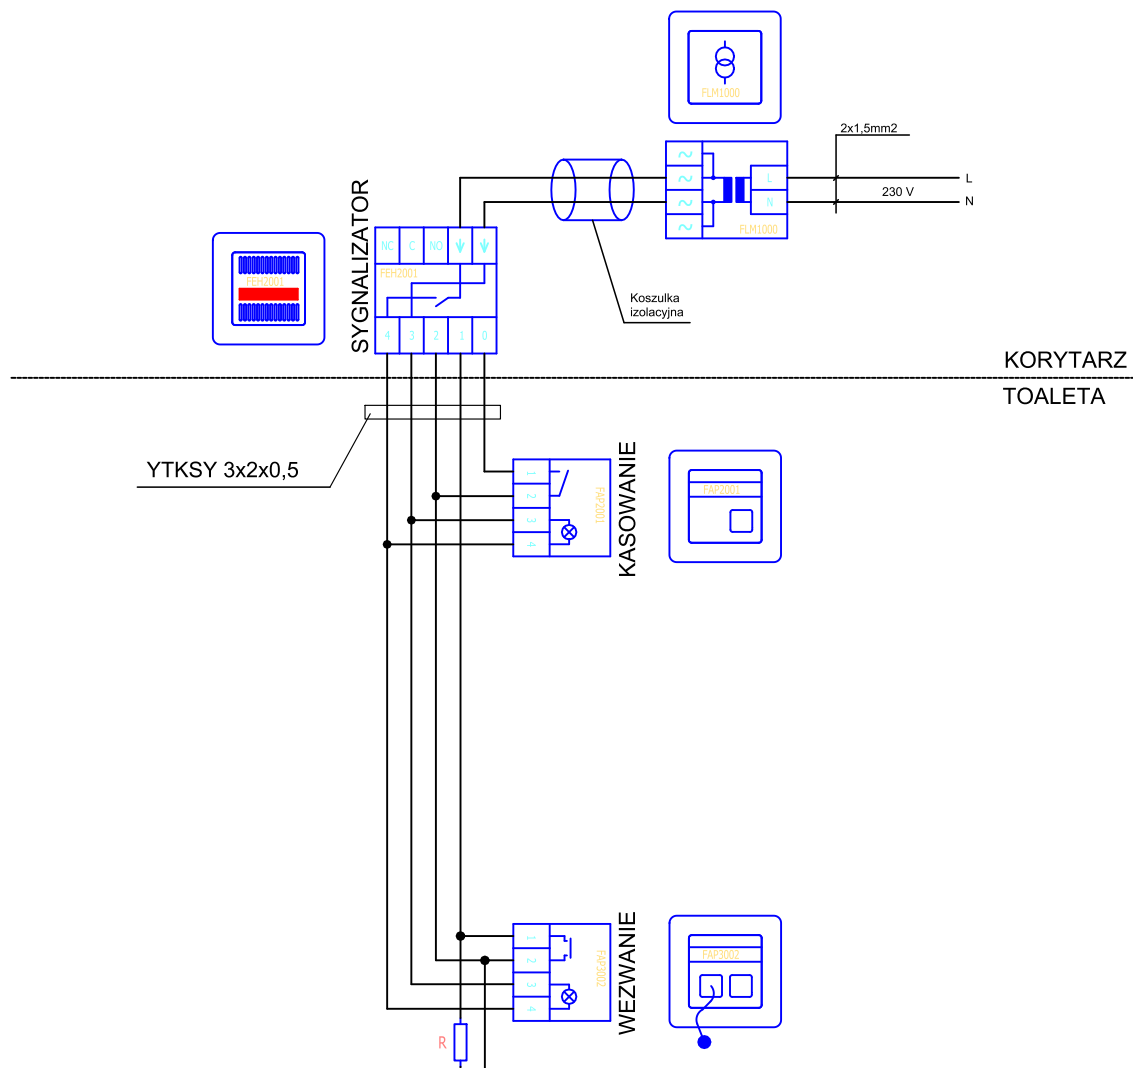 FLM1000
2x1,5mm2
~
~ L L
230 V
~ N N
~ FLM1000
SYGNALIZATOR
NC C NO
FEH2001
FEH2001
4 3 2 1 0
Koszulka
izolacyjna
KORYTARZ
TOALETA
YTKSY 3x2x0,5
KASOWANIE
1
2
3
4
FAP2001
FAP2001
WEZWANIE
1
2
3
4
FAP3002
FAP3002
R